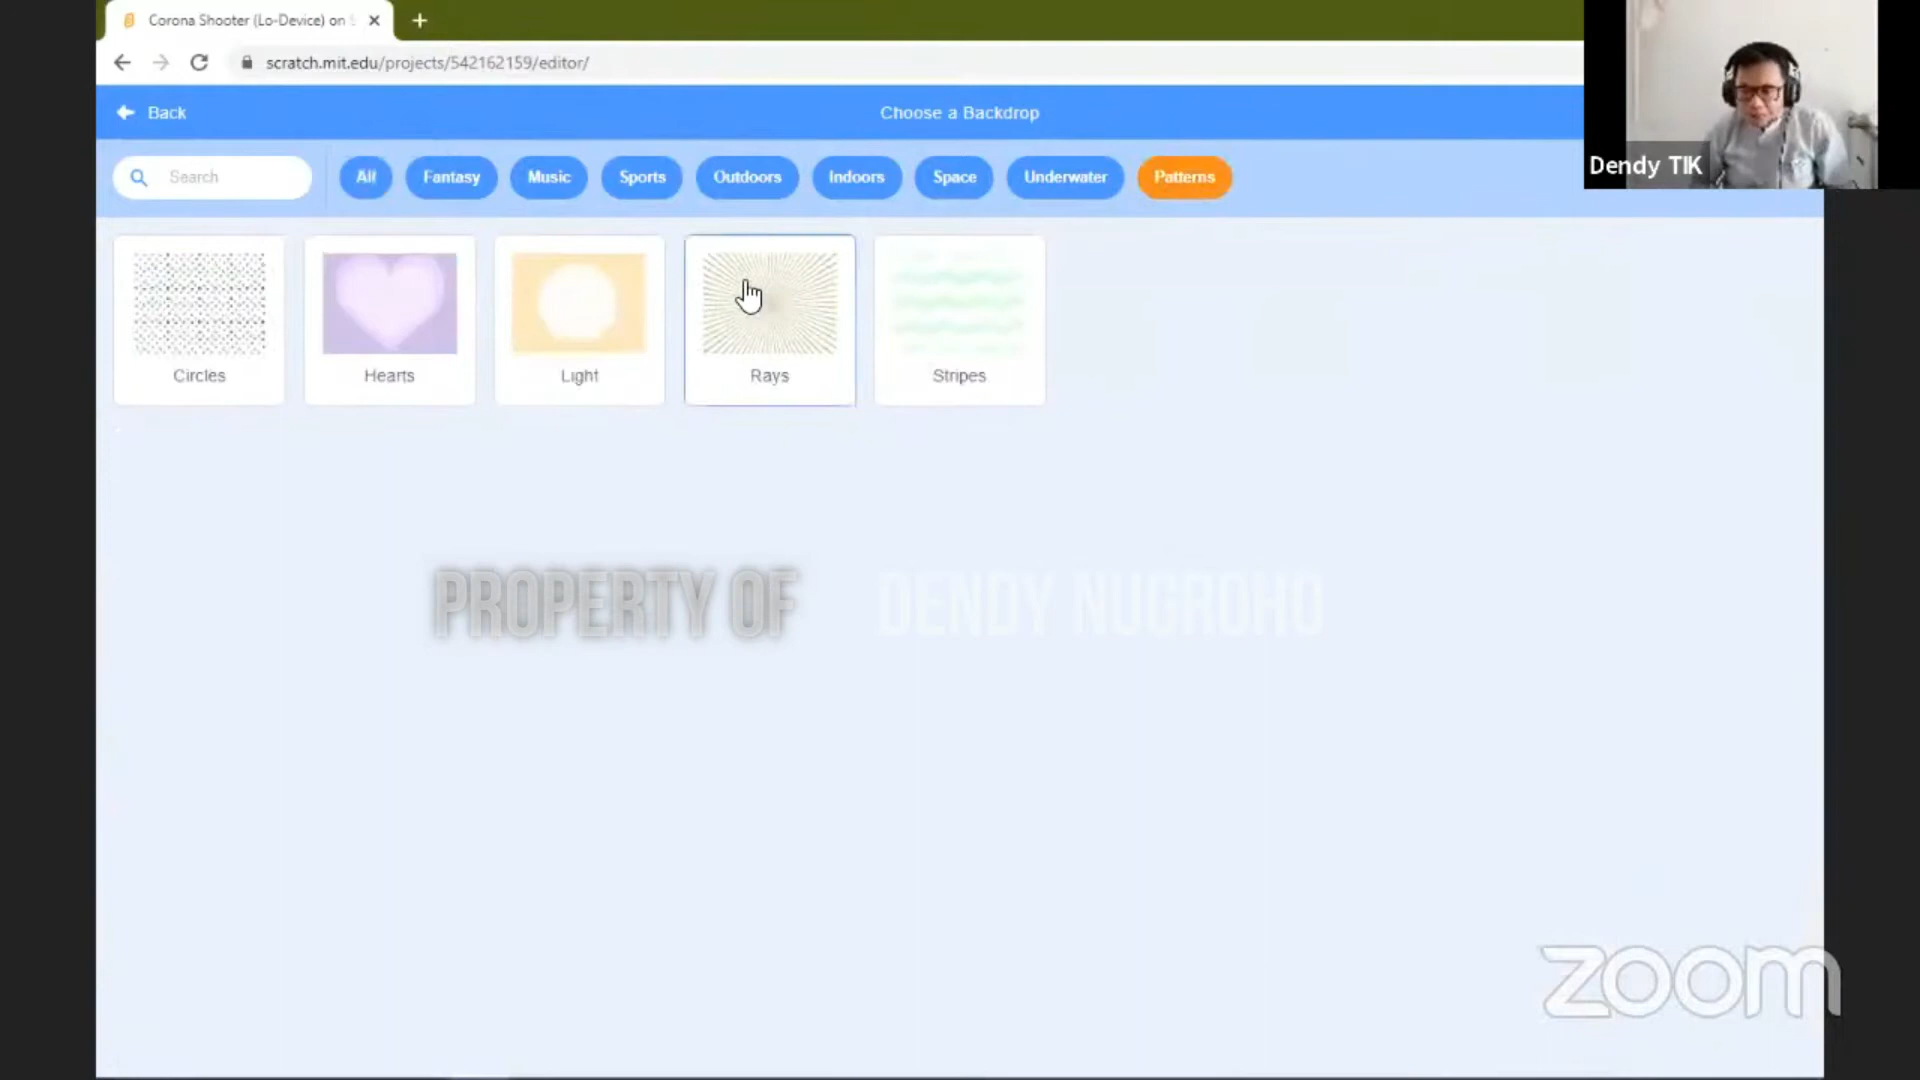 Corona Shooter (Lo-Device) on
scratch.mit.edu/projects/542162159/editor/
Back
Choose a Backdrop
Dendy TIK
Search
All
Fantasy
Music
Sports
Outdoors
Indoors
Space
Underwater
Patterns
Circles
Hearts
Light
Rays
Stripes
PROPERTY OF DENDY NUGROHO
zoom